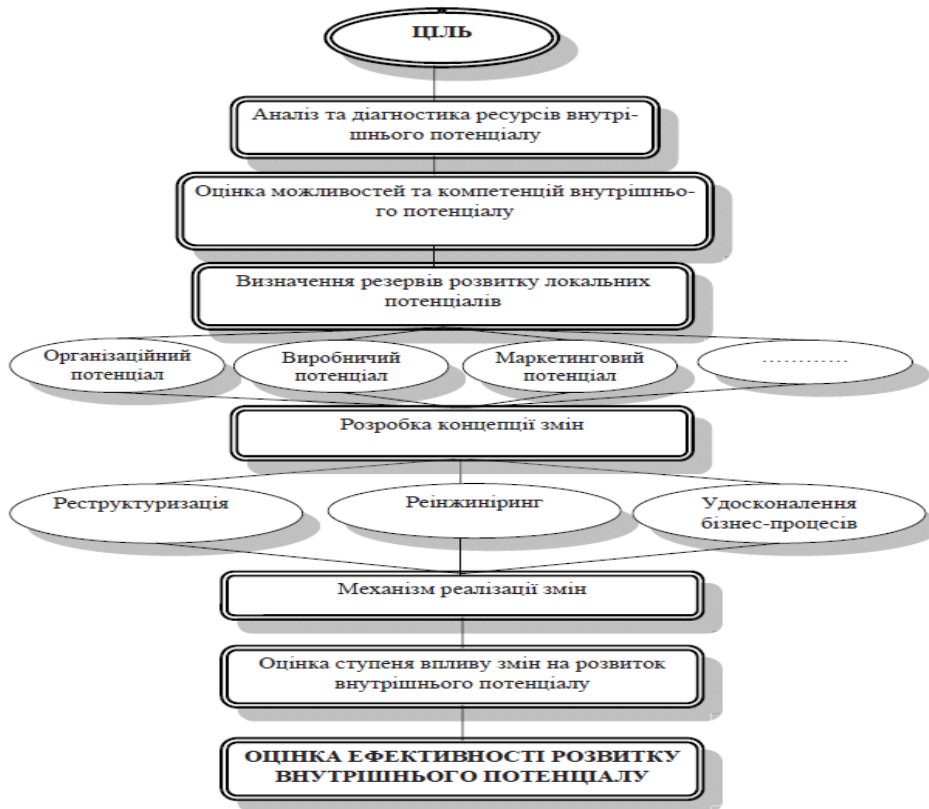 ЦІЛЬ
Аналіз та діагностика ресурсів внутрі-
шнього потенціалу
Оцінка можливостей та компетенцій внутрішньо-
го потенціалу
Визначення резервів розвитку локальних
потенціалів
Організаційний
потенціал
Виробничий
потенціал
Маркетинговий
потенціал
…………
Розробка концепції змін
Реструктуризація
Реінжиніринг
Удосконалення
бізнес-процесів
Механізм реалізації змін
Оцінка ступеня впливу змін на розвиток
внутрішнього потенціалу
ОЦІНКА ЕФЕКТИВНОСТІ РОЗВИТКУ
ВНУТРІШНЬОГО ПОТЕНЦІАЛУ